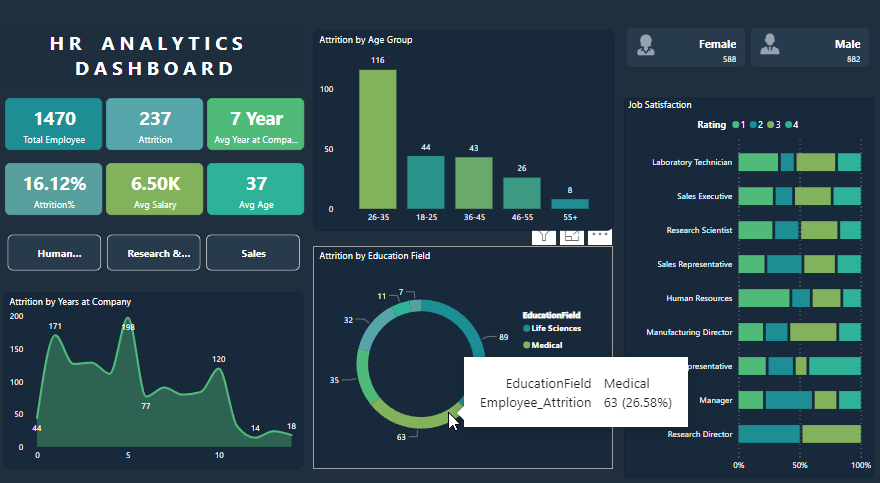 HR ANALYTICS
DASHBOARD
1470
Total Employee
237
Attrition
7 Year
Avg Year at Compa...
16.12%
Attrition%
6.50K
Avg Salary
37
Avg Age
Human...
Research &...
Sales
Attrition by Years at Company
200
150
100
50
0
171
198
120
77
44
14
18
0
5
10
Attrition by Age Group
100
50
0
116
44
43
26
8
26-35
18-25
36-45
46-55
55+
Attrition by Education Field
7
11
32
35
63
89
EducationField
Life Sciences
Medical
EducationField Medical
Employee_Attrition 63 (26.58%)
Female
588
Male
882
Job Satisfaction
Rating 1 2 3 4
Laboratory Technician
Sales Executive
Research Scientist
Sales Representative
Human Resources
Manufacturing Director
presentative
Manager
Research Director
0%
50%
100%